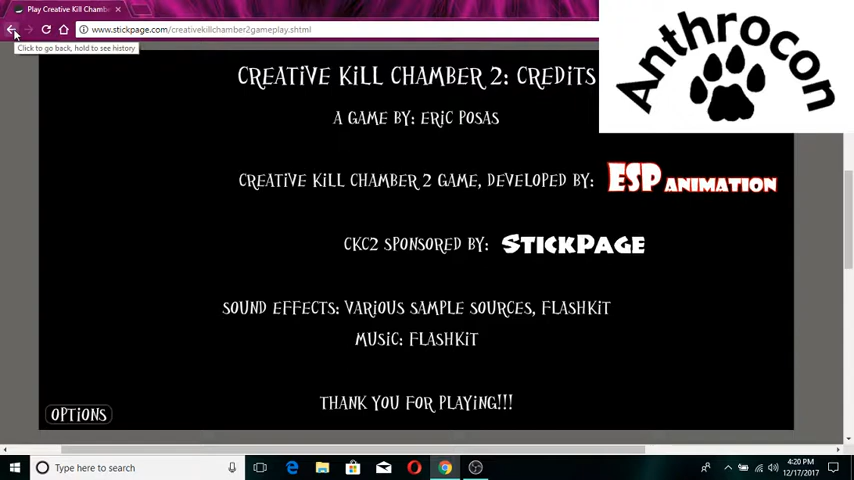 Play Creative Kill Chamb
www.stickpage.com/creativekillchamber2gameplay.shtml
Click to go back, hold to see history
Anthrocon
CREATIVE KILL CHAMBER 2: CREDITS
A GAME BY: ERIC POSAS
CREATIVE KILL CHAMBER 2 GAME, DEVELOPED BY: ESP ANIMATION
CKC2 SPONSORED BY: STICKPAGE
SOUND EFFECTS: VARIOUS SAMPLE SOURCES, FLASHKIT
MUSIC: FLASHKIT
THANK YOU FOR PLAYING!!!
OPTIONS
Type here to search
4:20 PM
12/17/2017